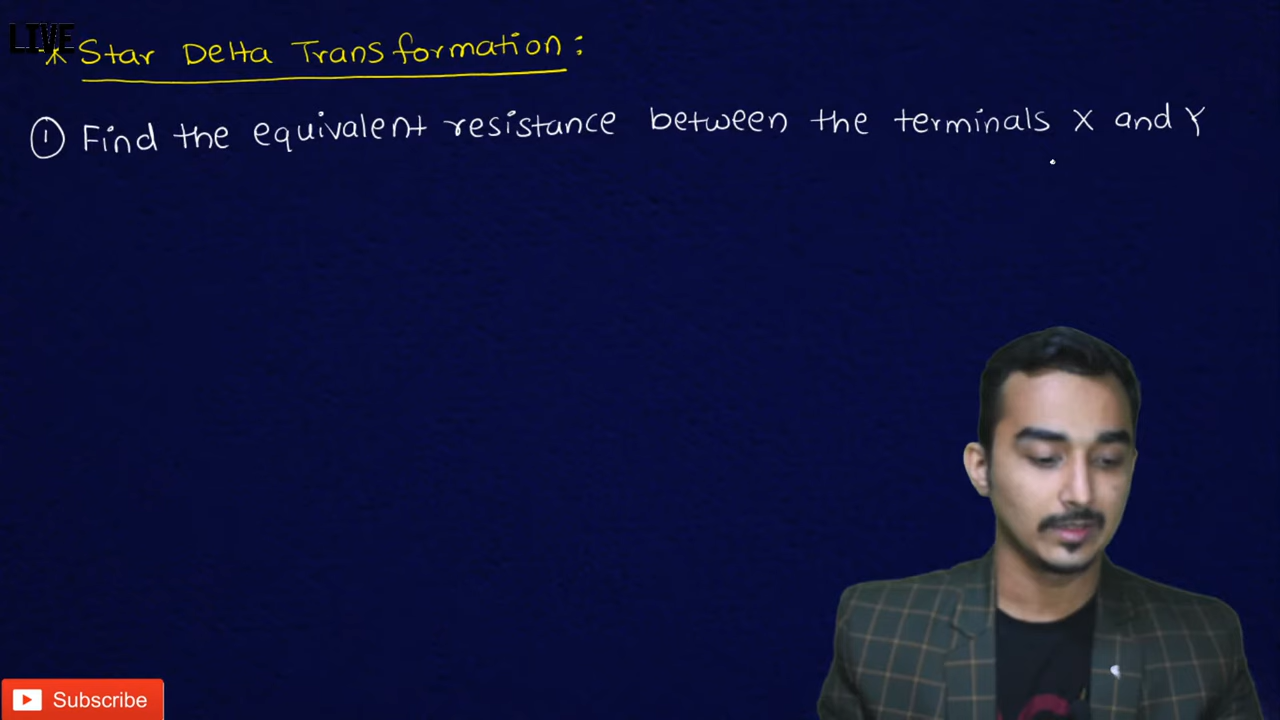 LIVE
* Star Delta Transformation:
① Find the equivalent resistance between the terminals X and Y
Subscribe